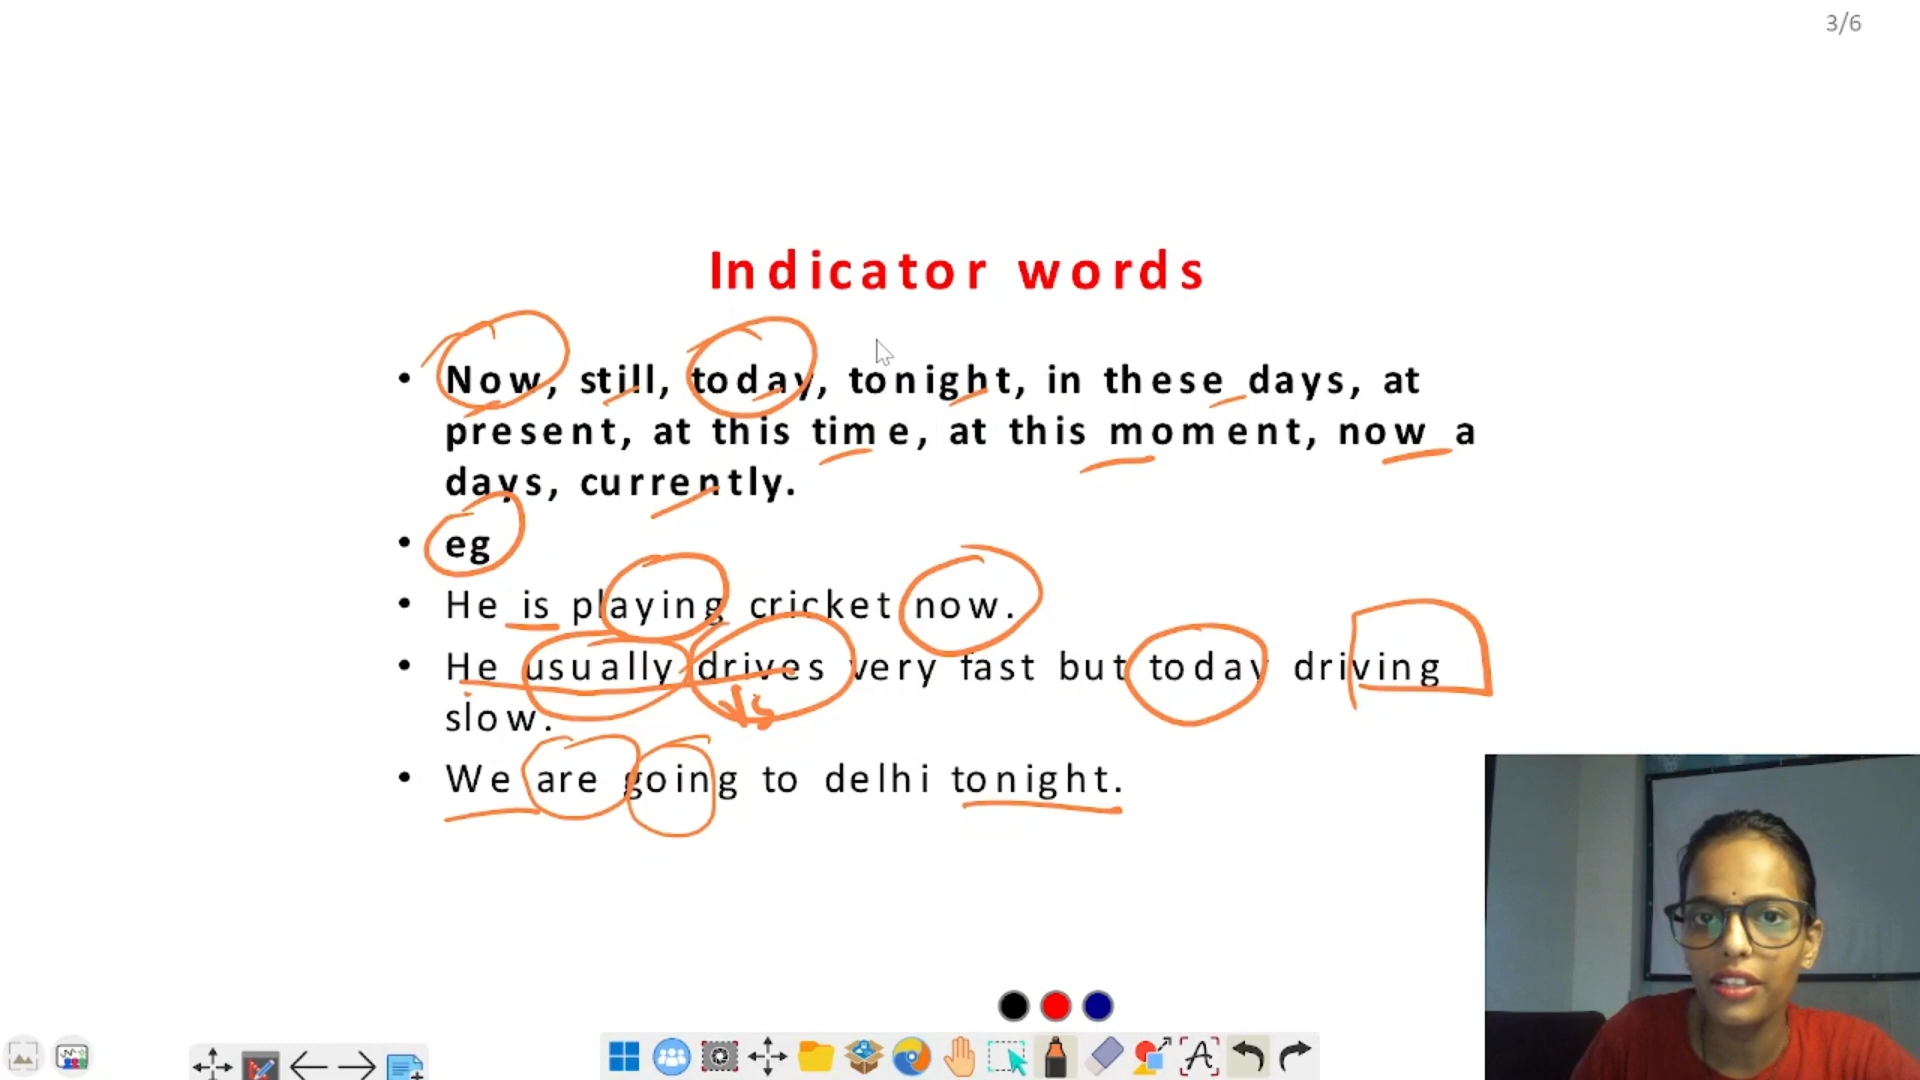 3/6
Indicator words
• Now, still, today, tonight, in these days, at
present, at this time, at this moment, now a
days, currently.
• eg
• He is playing cricket now.
• He usually drives very fast but today driving
slow.
• We are going to delhi tonight.